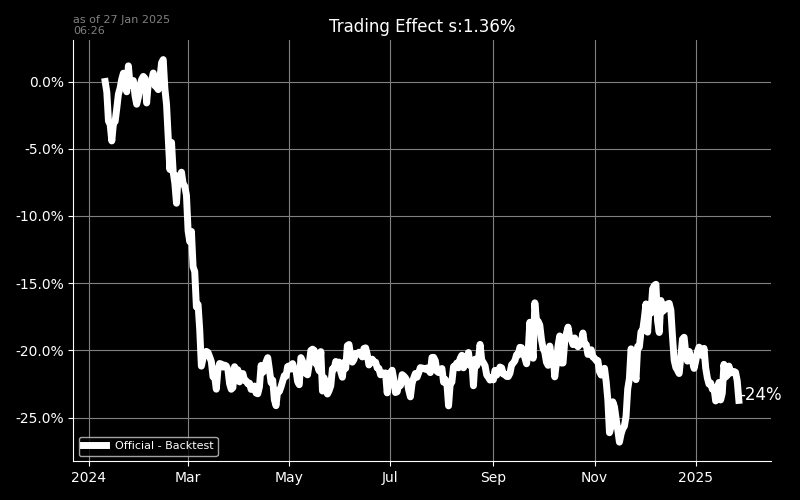 as of 27 Jan 2025
06:26
Trading Effect s:1.36%
0.0%
-5.0%
-10.0%
-15.0%
-20.0%
-25.0%
-24%
Official - Backtest
2024
Mar
May
Jul
Sep
Nov
2025